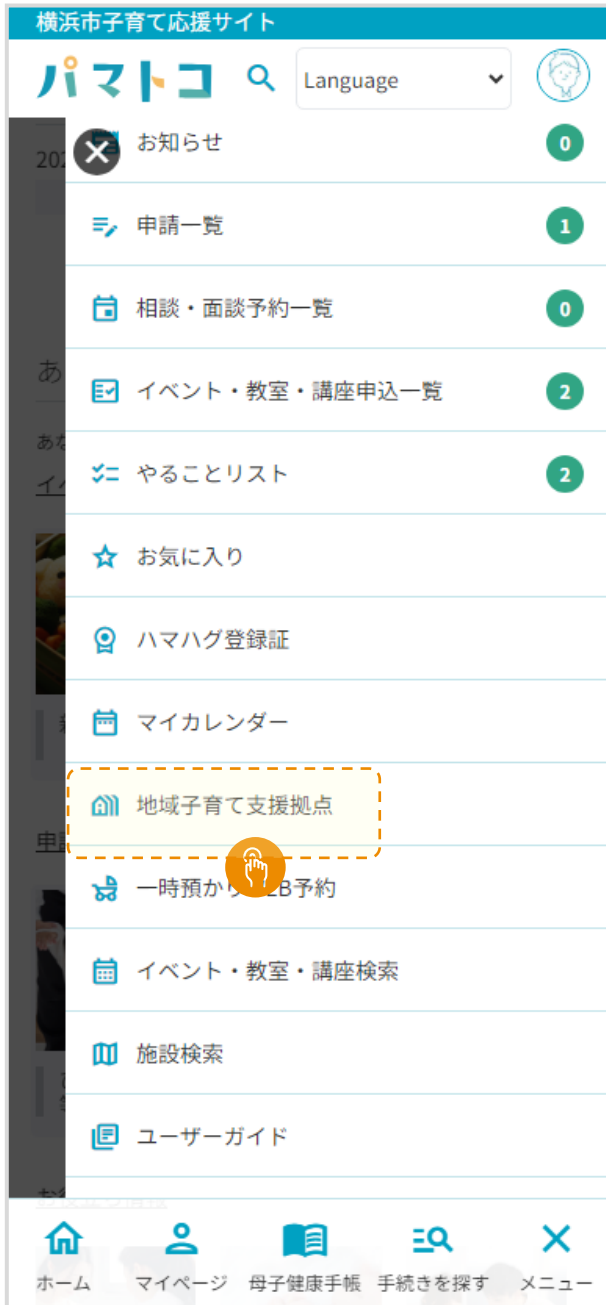 横浜市子育て応援サイト
パマトコ
Language
お知らせ
0
申請一覧
1
相談・面談予約一覧
0
イベント・教室・講座申込一覧
2
やることリスト
2
お気に入り
ハマハグ登録証
マイカレンダー
地域子育て支援拠点
一時預かり EB予約
イベント・教室・講座検索
施設検索
ユーザーガイド
ホーム
マイページ
母子健康手帳
手続きを探す
メニュー